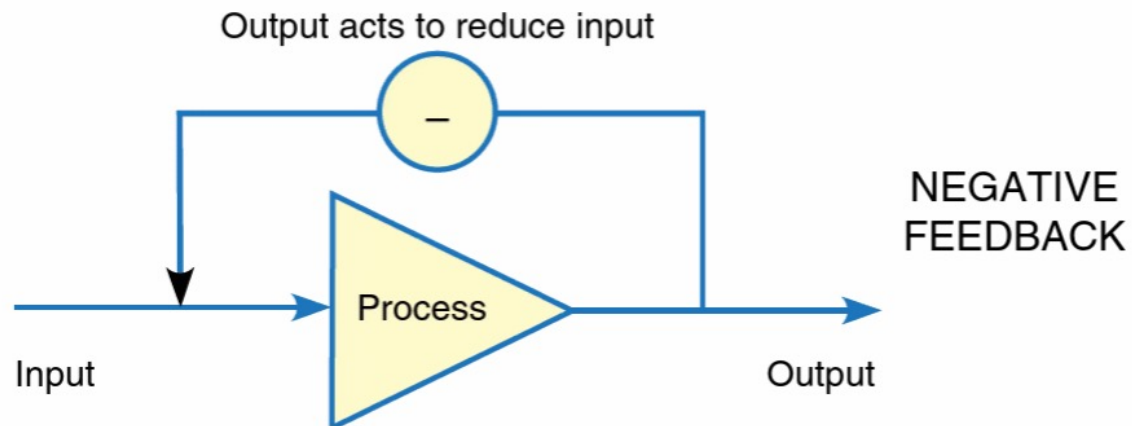 Output acts to reduce input
–
NEGATIVE
FEEDBACK
Process
Input
Output